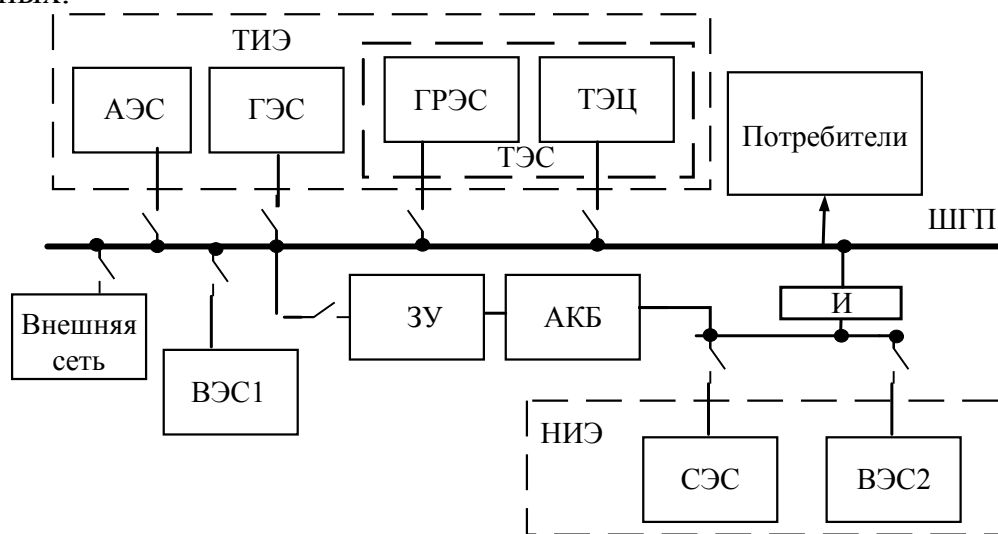 ТИЭ
АЭС
ГЭС
ГРЭС
ТЭЦ
ТЭС
Потребители
ШГП
Внешняя
сеть
ВЭС1
ЗУ
АКБ
И
НИЭ
СЭС
ВЭС2